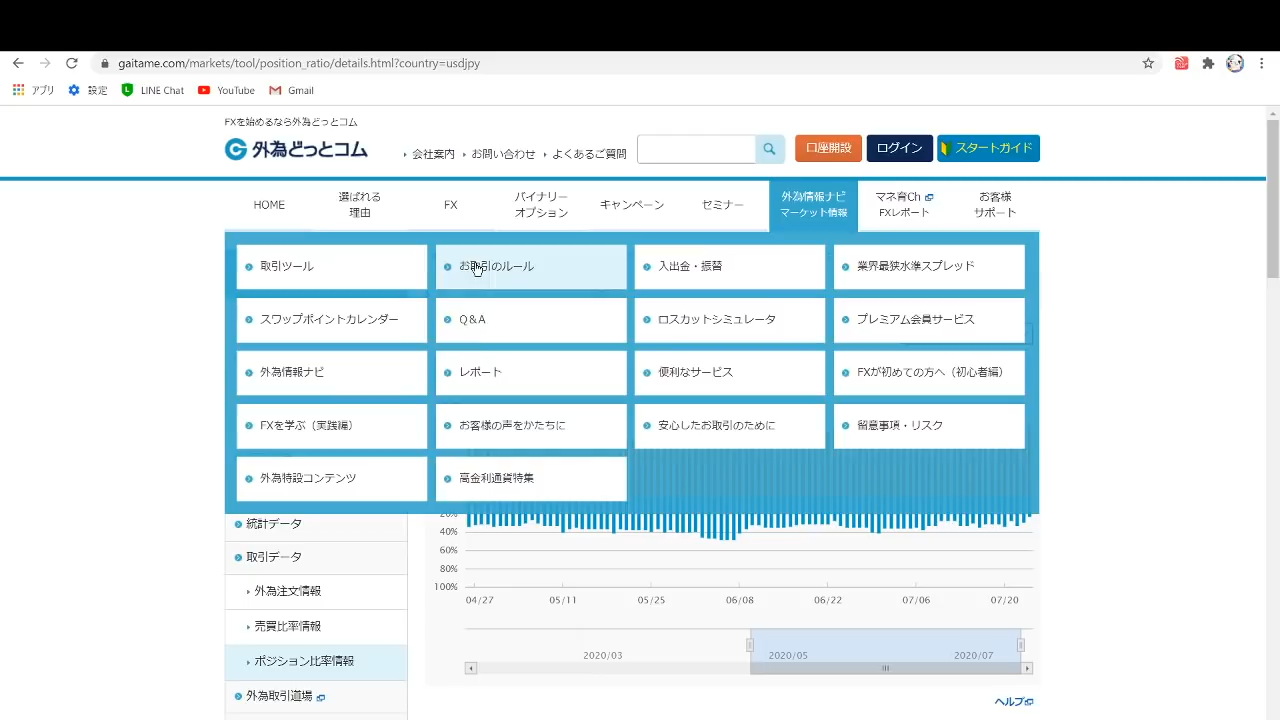 gaitame.com/markets/tool/position_ratio/details.html?country=usdjpy
アプリ 設定 LINE Chat YouTube Gmail
FXを始めるなら外為どっとコム
外為どっとコム
会社案内 お問い合わせ よくあるご質問
口座開設 ログイン スタートガイド
HOME
選ばれる
理由
FX
バイナリー
オプション
キャンペーン
セミナー
外為情報ナビ
マーケット情報
マネ育Ch
FXレポート
お客様
サポート
取引ツール お取引のルール 入出金・振替 業界最狭水準スプレッド
スワップポイントカレンダー Q&A ロスカットシミュレータ プレミアム会員サービス
外為情報ナビ レポート 便利なサービス FXが初めての方へ（初心者編）
FXを学ぶ（実践編） お客様の声をかたちに 安心したお取引のために 留意事項・リスク
外為特設コンテンツ 高金利通貨特集
統計データ
取引データ
外為注文情報
売買比率情報
ポジション比率情報
外為取引道場
20%
40%
60%
80%
100%
04/27 05/11 05/25 06/08 06/22 07/06 07/20
2020/03 2020/05 2020/07
ヘルプ